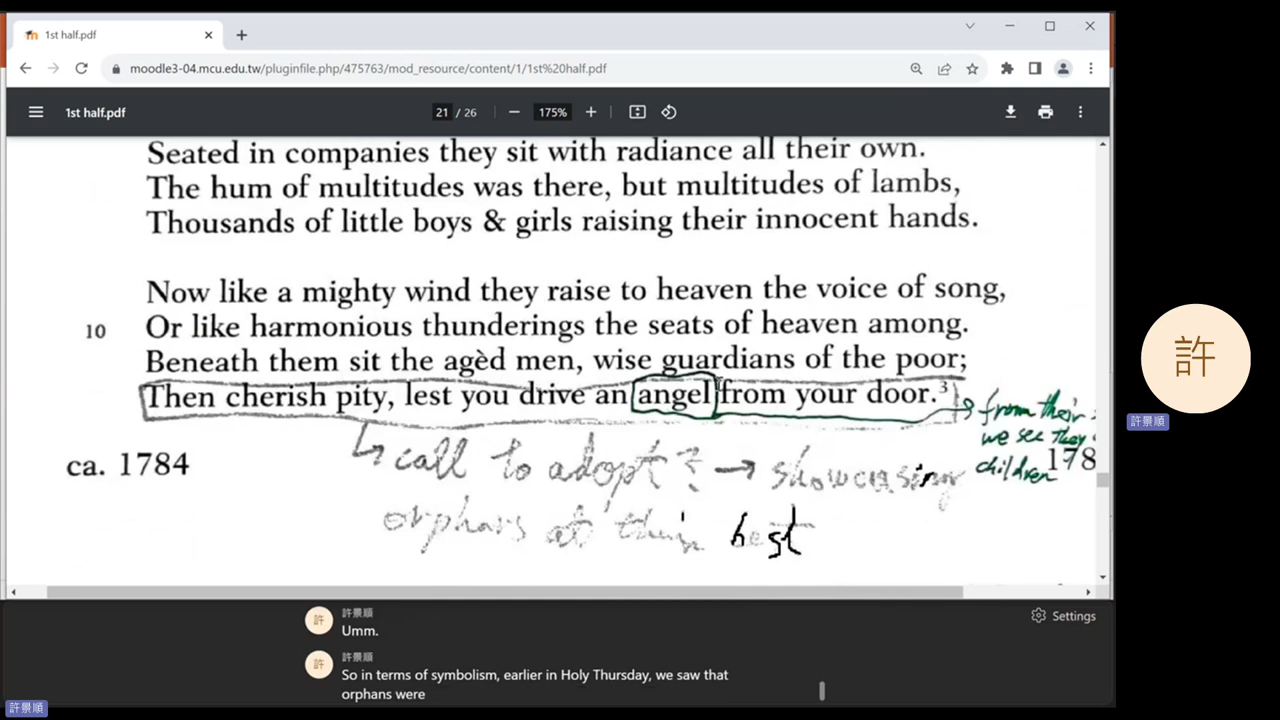 1st half.pdf
moodle3-04.mcu.edu.tw/pluginfile.php/475763/mod_resource/content/1/1st%20half.pdf
1st half.pdf
21 / 26
175%
Seated in companies they sit with radiance all their own.
The hum of multitudes was there, but multitudes of lambs,
Thousands of little boys & girls raising their innocent hands.
Now like a mighty wind they raise to heaven the voice of song,
10 Or like harmonious thunderings the seats of heaven among.
Beneath them sit the agèd men, wise guardians of the poor;
Then cherish pity, lest you drive an angel from your door.3
from their
we see they
children
ca. 1784
178
call to adopt? → showcasing
orphans at their best
許
許景順
許 許景順
Umm.
許 許景順
So in terms of symbolism, earlier in Holy Thursday, we saw that
orphans were
Settings
許景順